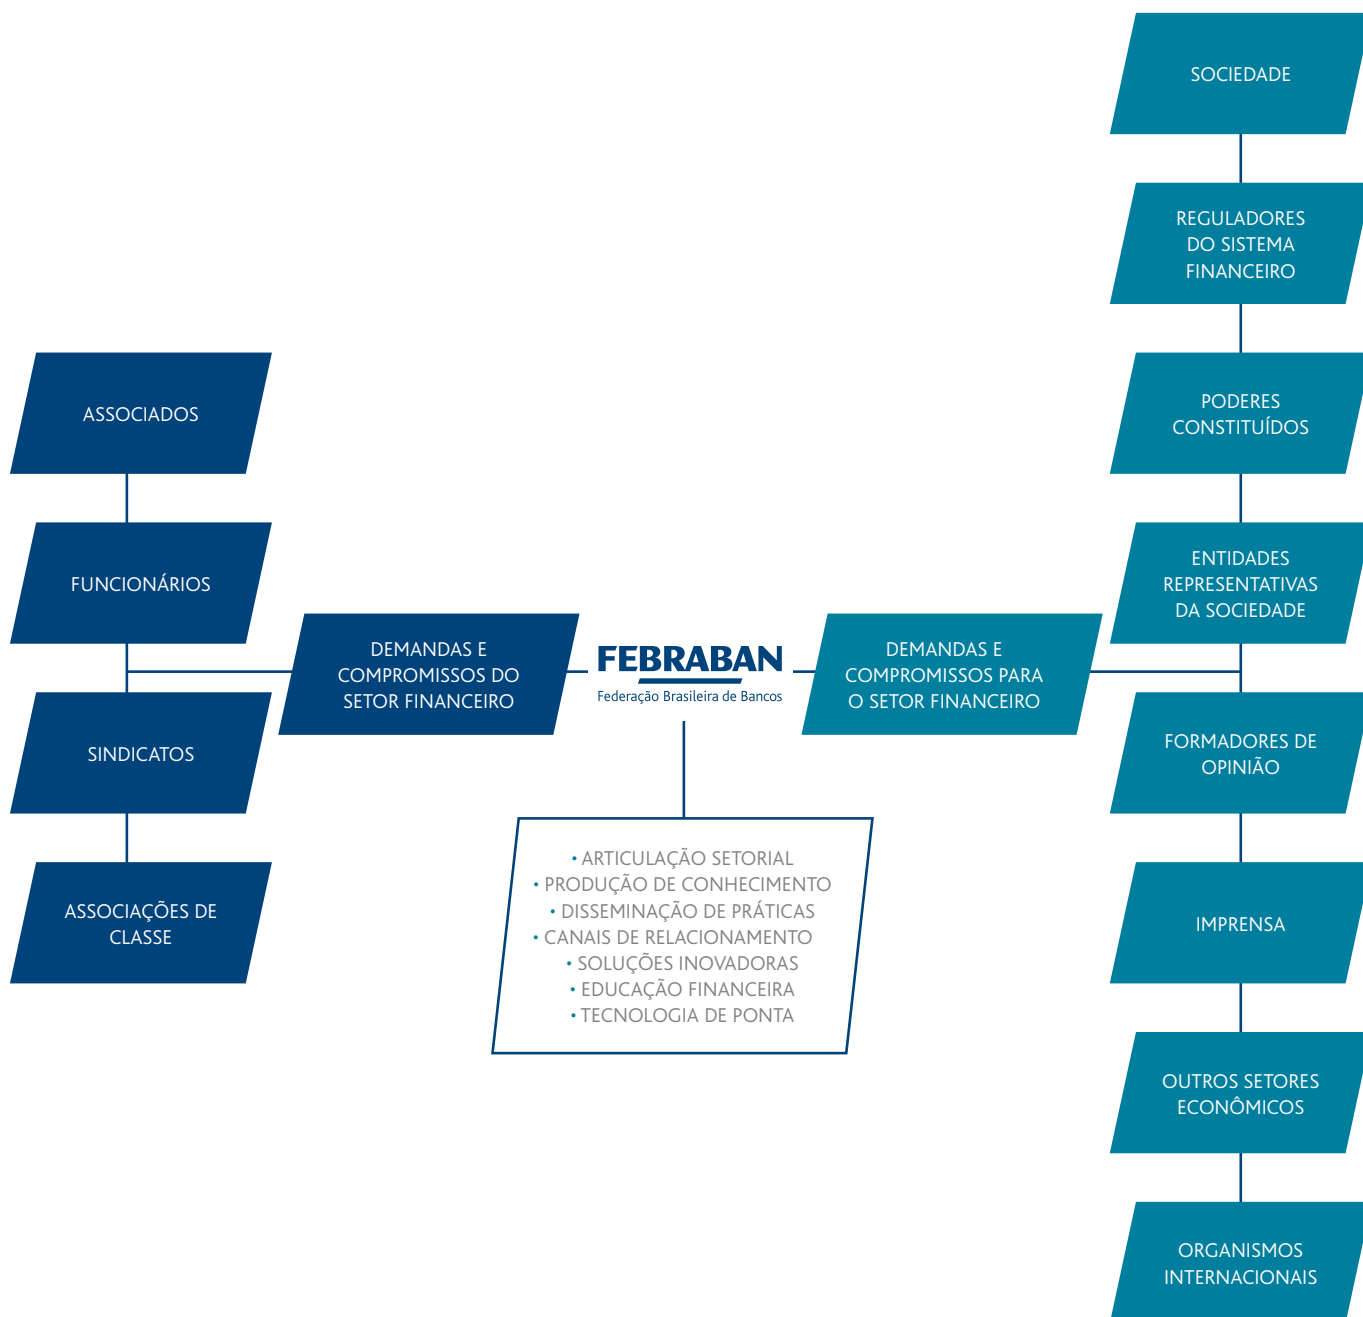 ASSOCIADOS
FUNCIONÁRIOS
SINDICATOS
ASSOCIAÇÕES DE
CLASSE
DEMANDAS E
COMPROMISSOS DO
SETOR FINANCEIRO
FEBRABAN
Federação Brasileira de Bancos
• ARTICULAÇÃO SETORIAL
• PRODUÇÃO DE CONHECIMENTO
• DISSEMINAÇÃO DE PRÁTICAS
• CANAIS DE RELACIONAMENTO
• SOLUÇÕES INOVADORAS
• EDUCAÇÃO FINANCEIRA
• TECNOLOGIA DE PONTA
DEMANDAS E
COMPROMISSOS PARA
O SETOR FINANCEIRO
SOCIEDADE
REGULADORES
DO SISTEMA
FINANCEIRO
PODERES
CONSTITUÍDOS
ENTIDADES
REPRESENTATIVAS
DA SOCIEDADE
FORMADORES DE
OPINIÃO
IMPRENSA
OUTROS SETORES
ECONÔMICOS
ORGANISMOS
INTERNACIONAIS